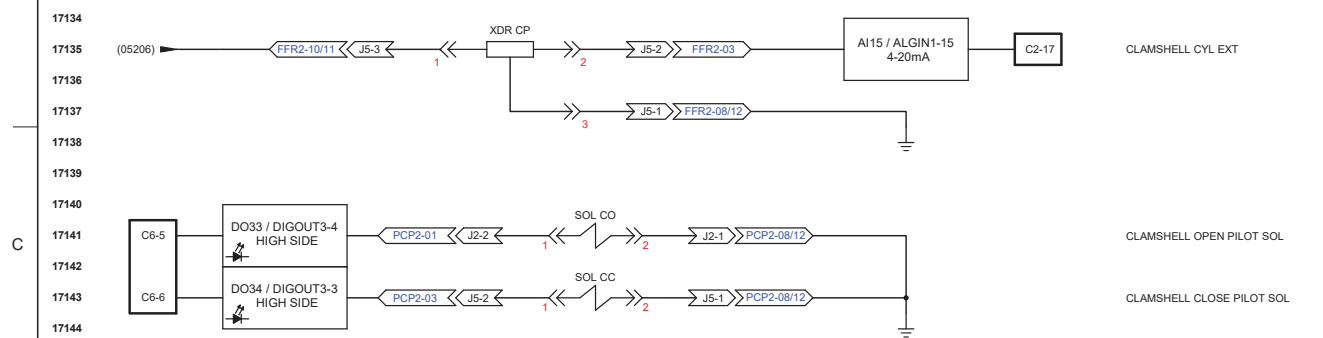 17134
XDR CP
17135 (05206) FFR2-10/11 J5-3 1 2 J5-2 FFR2-03 AI15 / ALGIN1-15 4-20mA C2-17 CLAMSHELL CYL EXT
17136
17137 3 J5-1 FFR2-08/12
17138
17139
17140
SOL CO
C
17141 C6-5 DO33 / DIGOUT3-4 HIGH SIDE PCP2-01 J2-2 1 2 J2-1 PCP2-08/12 CLAMSHELL OPEN PILOT SOL
17142
SOL CC
17143 C6-6 DO34 / DIGOUT3-3 HIGH SIDE PCP2-03 J5-2 1 2 J5-1 PCP2-08/12 CLAMSHELL CLOSE PILOT SOL
17144